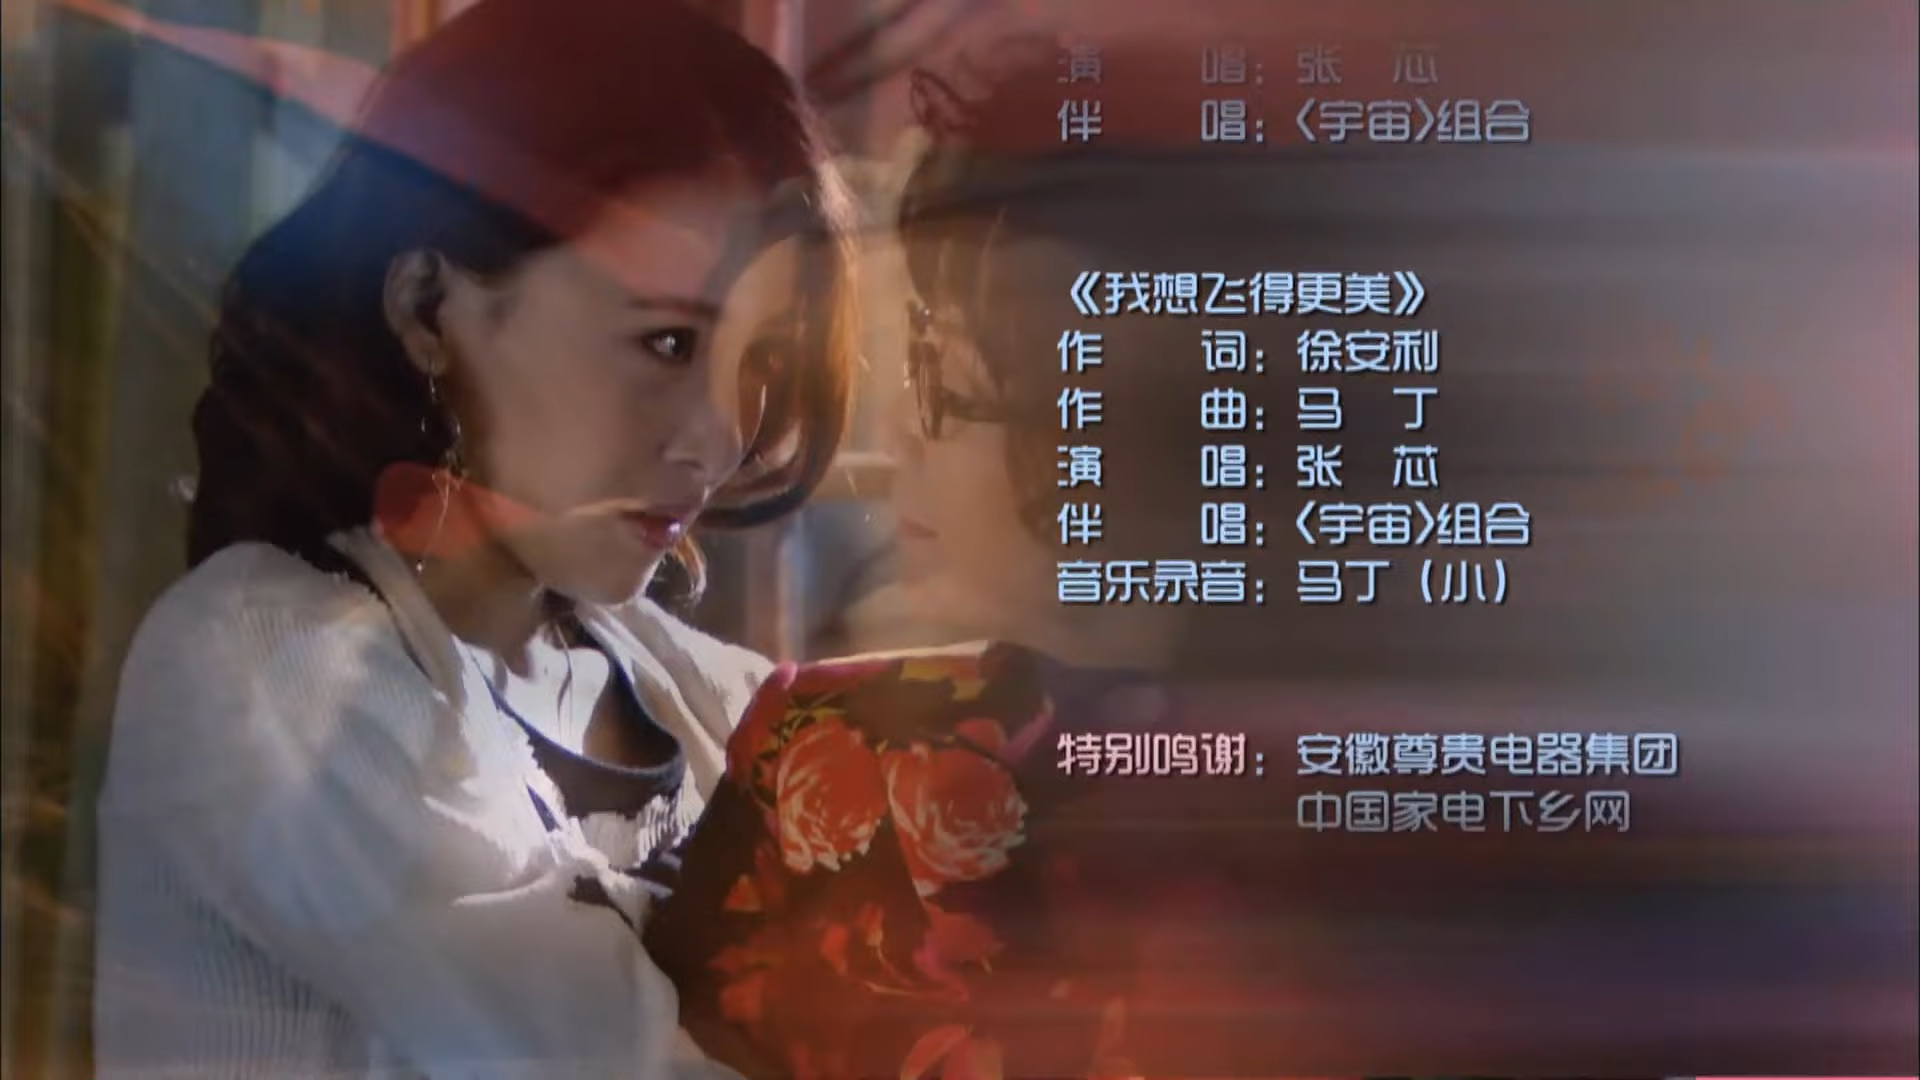 演 唱：张 芯
伴 唱：〈宇宙〉组合
《我想飞得更美》
作 词：徐安利
作 曲：马 丁
演 唱：张 芯
伴 唱：〈宇宙〉组合
音乐录音：马丁（小）
特别鸣谢：安徽尊贵电器集团
中国家电下乡网